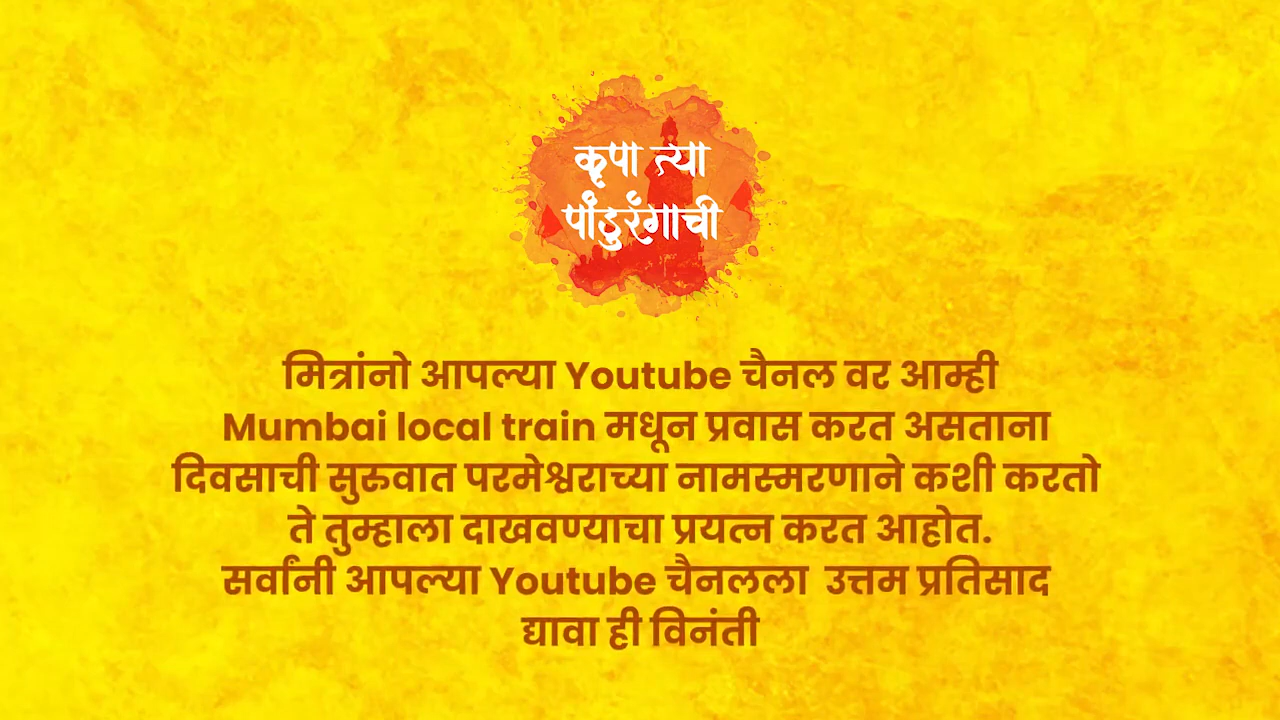 कृपा त्या
पांडुरंगाची
मित्रांनो आपल्या Youtube चैनल वर आम्ही
Mumbai local train मधून प्रवास करत असताना
दिवसाची सुरुवात परमेश्वराच्या नामस्मरणाने कशी करतो
ते तुम्हाला दाखवण्याचा प्रयत्न करत आहोत.
सर्वांनी आपल्या Youtube चैनलला उत्तम प्रतिसाद
द्यावा ही विनंती